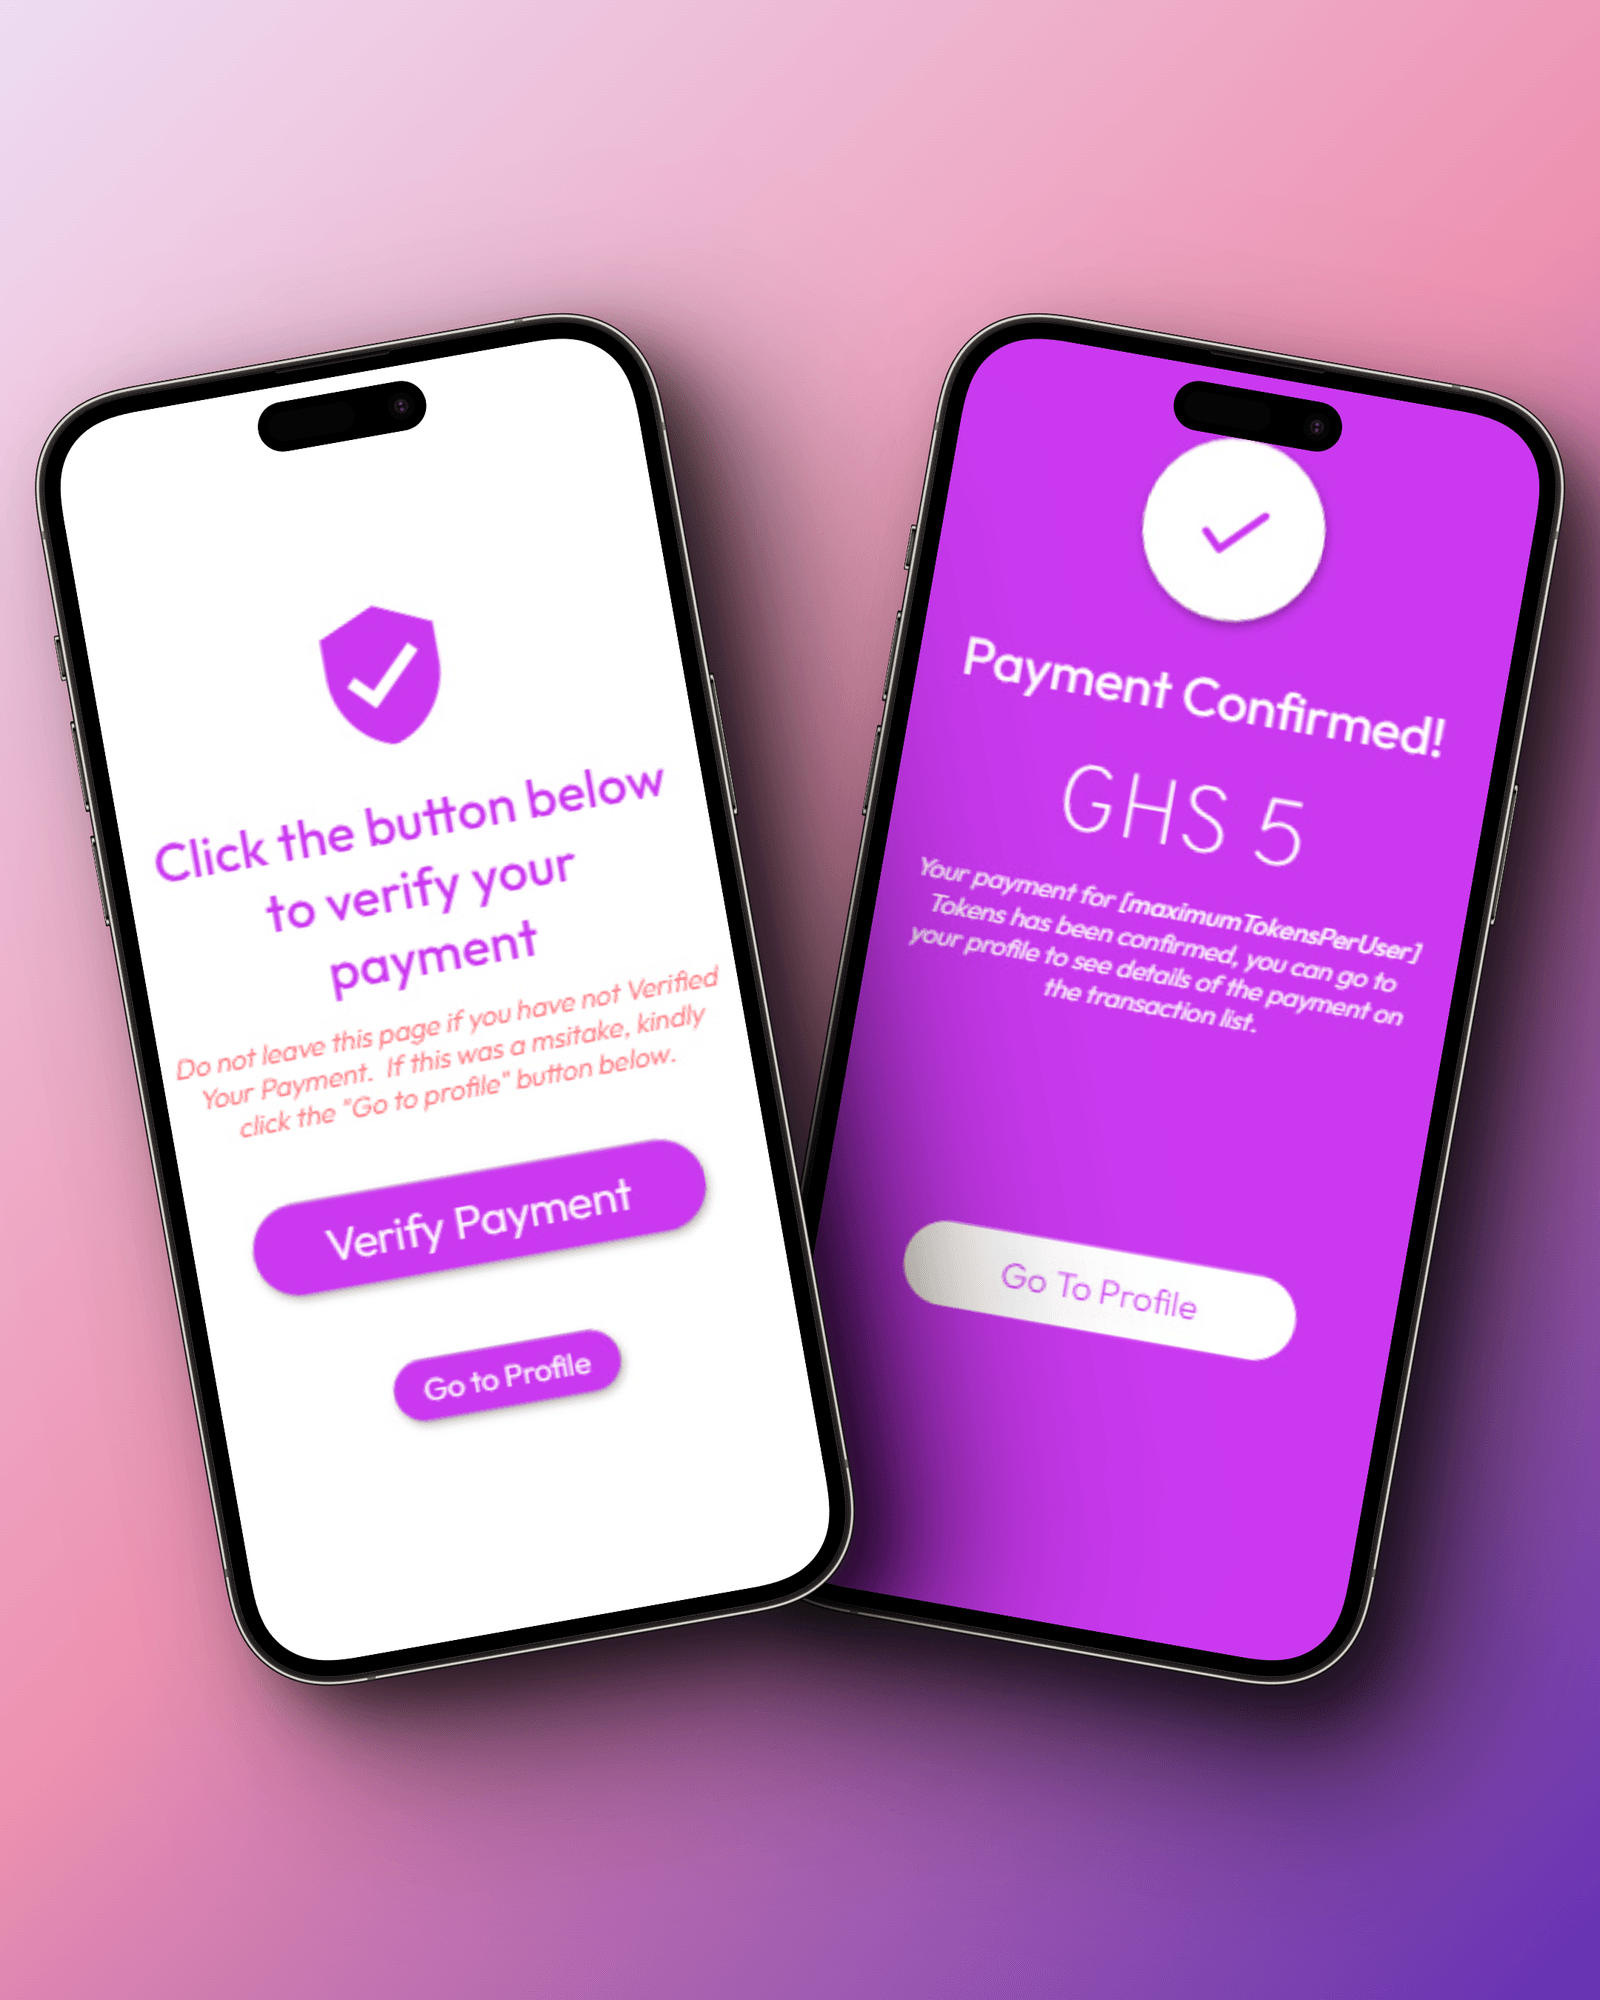 Click the button below
to verify your
payment
Do not leave this page if you have not Verified
Your Payment.  If this was a msitake, kindly
click the "Go to profile" button below.
Verify Payment
Go to Profile
Payment Confirmed!
GHS 5
Your payment for [maximumTokensPerUser]
Tokens has been confirmed, you can go to
your profile to see details of the payment on
the transaction list.
Go To Profile